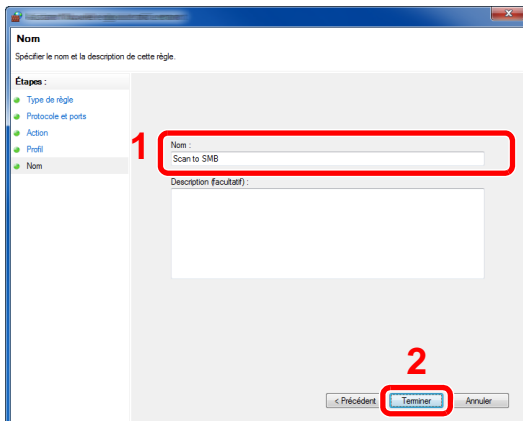 Nom
Spécifier le nom et la description de cette règle.
Étapes :
Type de règle
Protocole et ports
Action
Profil
Nom
1
Nom :
Scan to SMB
Description (facultatif) :
2
< Précédent
Terminer
Annuler